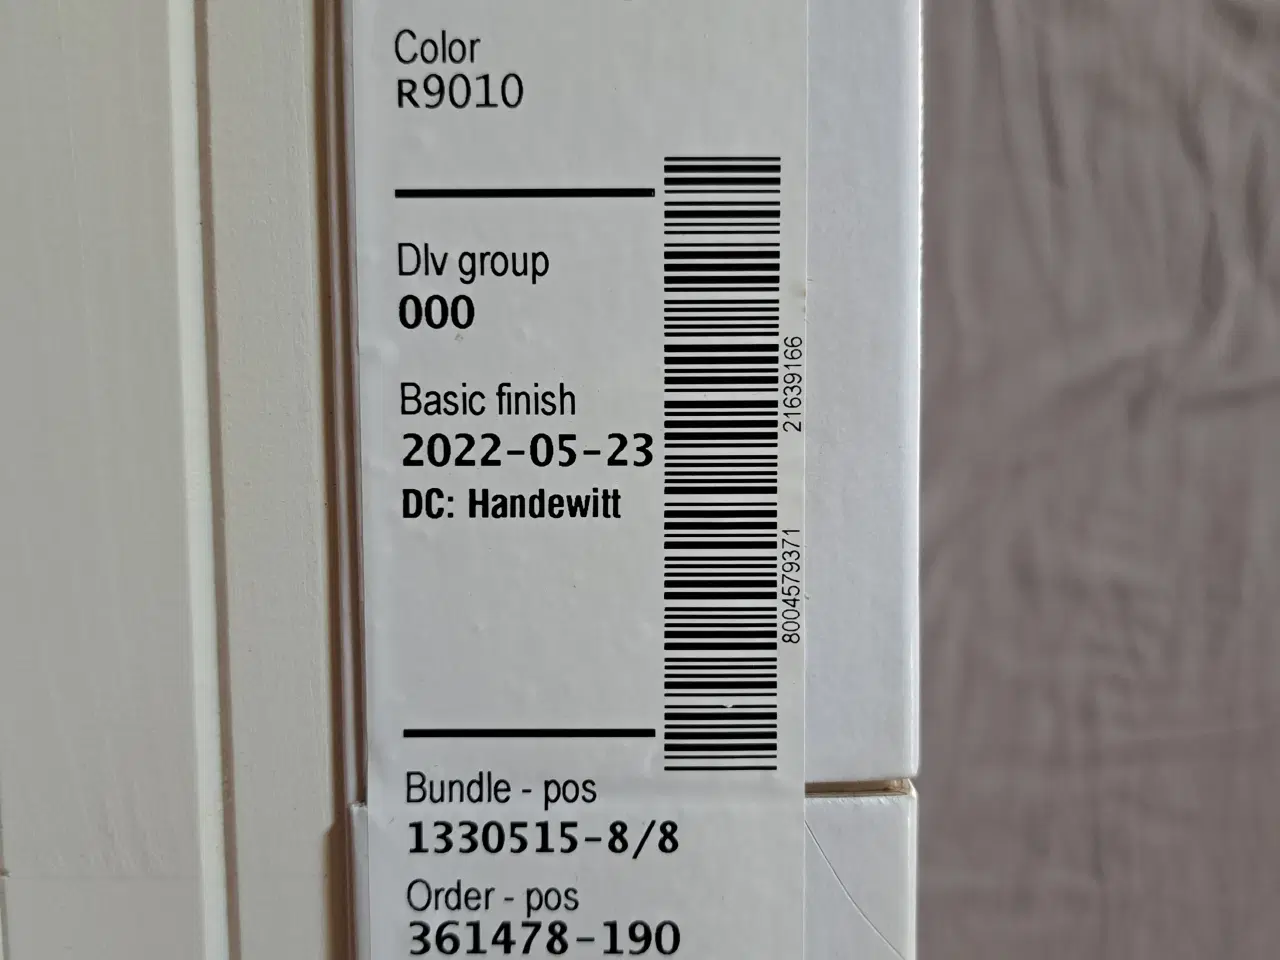 Color
R9010
Dlv group
000
Basic finish
2022-05-23
DC: Handewitt
21639166
8004579371
Bundle - pos
1330515-8/8
Order - pos
361478-190